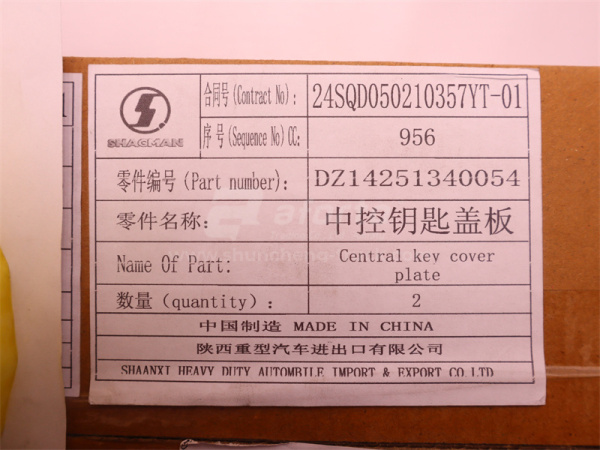 SHACMAN
合同号(Contract No): 24SQD050210357YT-01
序号(Sequence No)CC: 956
零件编号(Part number): DZ14251340054
零件名称: 中控钥匙盖板
Name Of Part: Central key cover
plate
数量(quantity): 2
中国制造 MADE IN CHINA
陕西重型汽车进出口有限公司
SHAANXI HEAVY DUTY AUTOMBILE IMPORT & EXPORT CO LTD